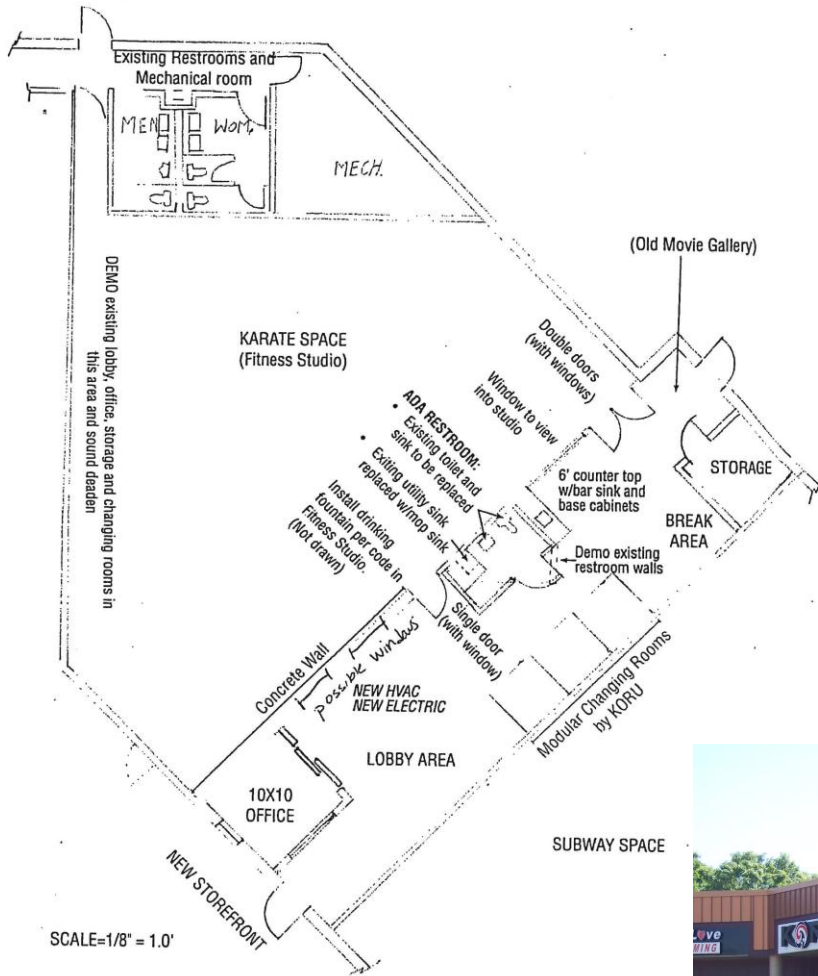 Existing Restrooms and
Mechanical room
MEN
WOM.
MECH.
(Old Movie Gallery)
DEMO existing lobby, office, storage and changing rooms in
this area and sound deaden
KARATE SPACE
(Fitness Studio)
Double doors
(with windows)
Window to view
into studio
ADA RESTROOM:
• Existing toilet and
sink to be replaced
• Exiting utility sink
replaced w/mop sink
Install drinking
fountain per code in
Fitness Studio.
(Not drawn)
6' counter top
w/bar sink and
base cabinets
STORAGE
BREAK
AREA
Demo existing
restroom walls
Single door
(with window)
Concrete Wall
possible windows
NEW HVAC
NEW ELECTRIC
Modular Changing Rooms
by KORU
LOBBY AREA
10X10
OFFICE
NEW STOREFRONT
SUBWAY SPACE
SCALE=1/8" = 1.0'
Love
MING